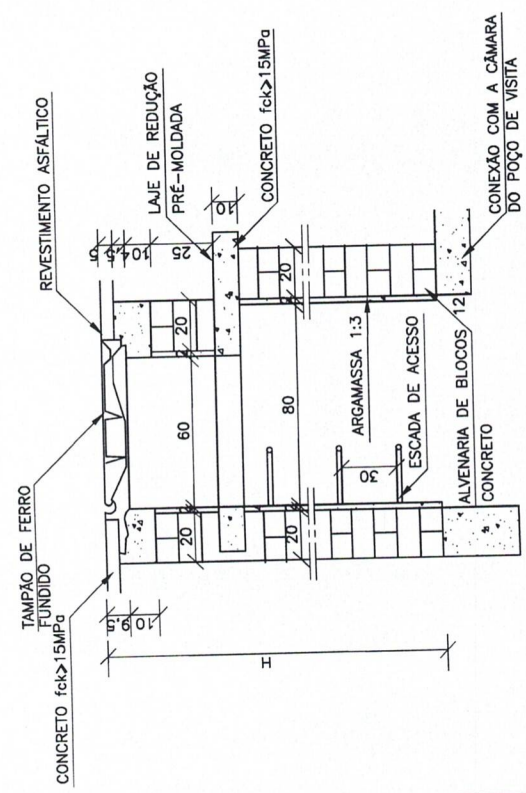 REVESTIMENTO ASFÁLTICO
TAMPÃO DE FERRO
FUNDIDO
CONCRETO fck>15MPa
LAJE DE REDUÇÃO
PRÉ-MOLDADA
CONCRETO fck>15MPa
10
5
5
4
10
25
9.5
10
20
60
20
20
80
20
30
H
ARGAMASSA 1:3
ESCADA DE ACESSO
ALVENARIA DE BLOCOS
CONCRETO
12
CONEXÃO COM A CÂMARA
DO POÇO DE VISITA